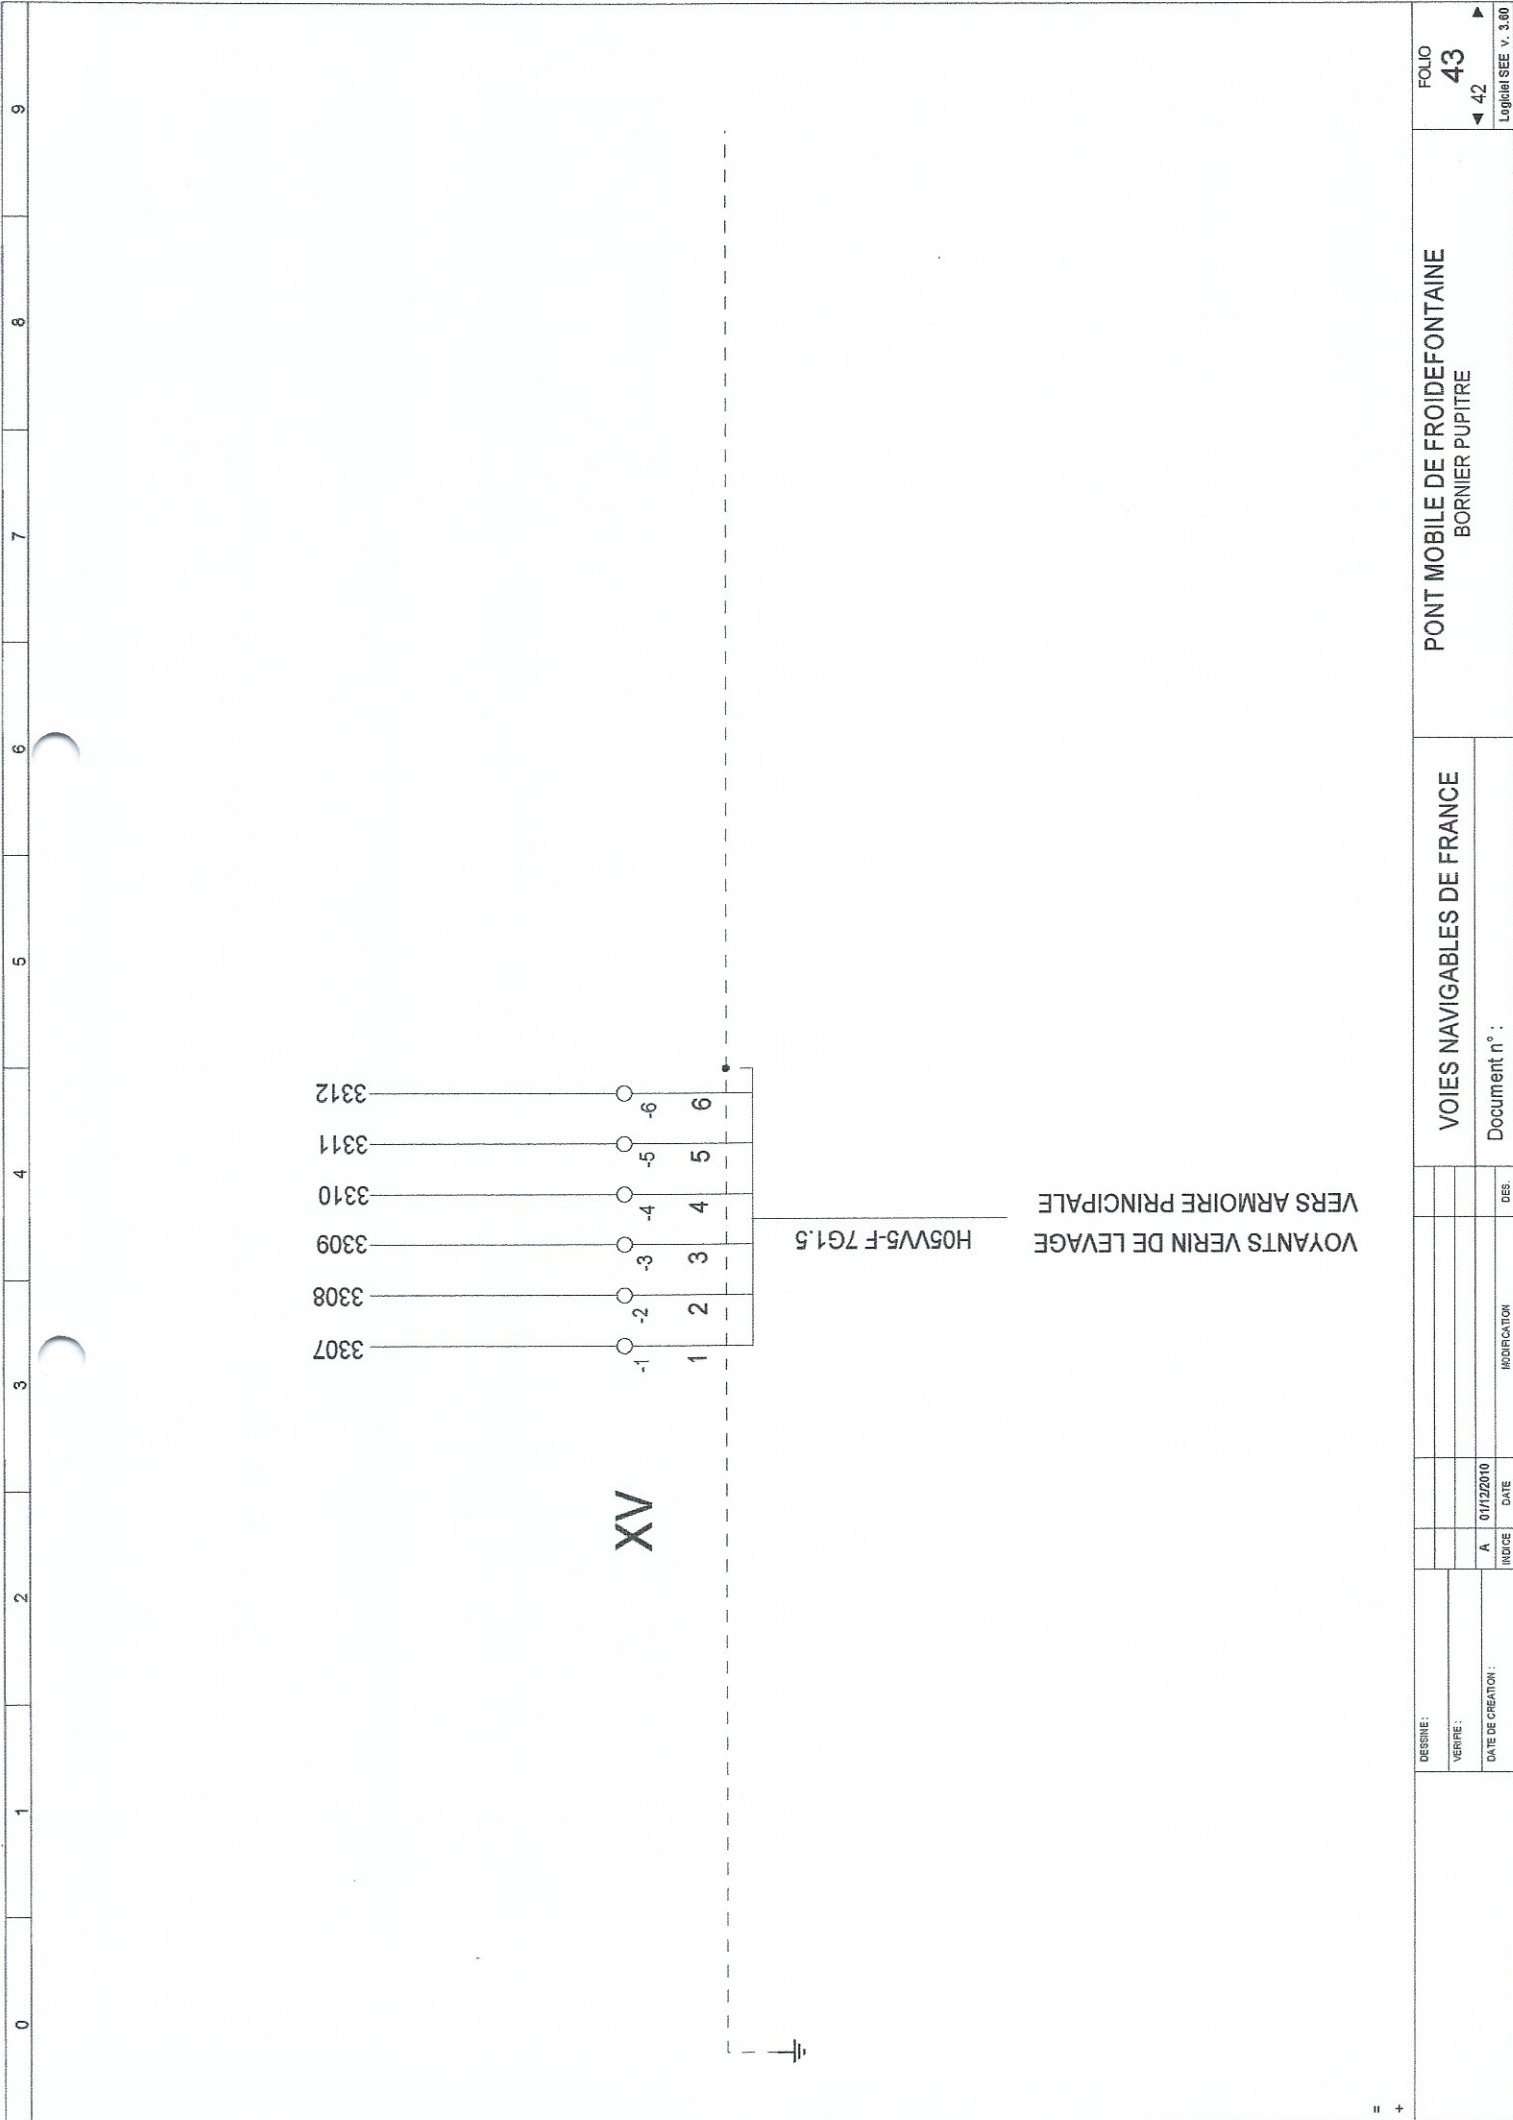 0 1 2 3 4 5 6 7 8 9
3307 3308 3309 3310 3311 3312
XV
-1 -2 -3 -4 -5 -6
1 2 3 4 5 6
H05VV5-F 7G1.5
VOYANTS VERIN DE LEVAGE
VERS ARMOIRE PRINCIPALE
=
+
DESSINE :
VERIFIE :
DATE DE CREATION :
A 01/12/2010
INDICE DATE MODIFICATION DES.
VOIES NAVIGABLES DE FRANCE
Document n° :
PONT MOBILE DE FROIDEFONTAINE
BORNIER PUPITRE
FOLIO
43
◄ 42 ►
Logiciel SEE v. 3.60